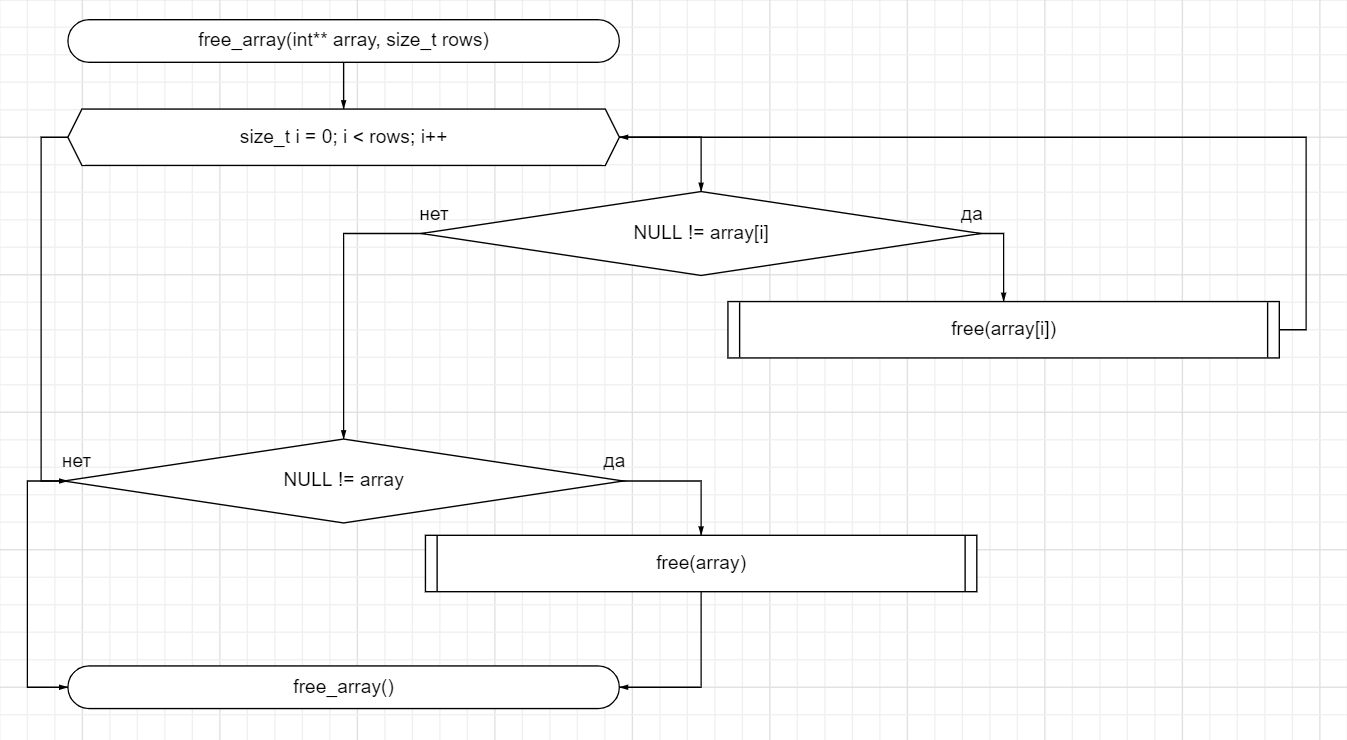 free_array(int** array, size_t rows)
size_t i = 0; i < rows; i++
нет
да
NULL != array[i]
free(array[i])
нет
да
NULL != array
free(array)
free_array()